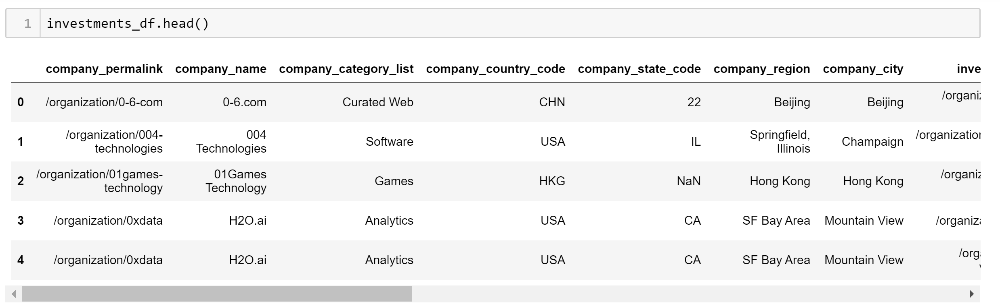 1 investments_df.head()
company_permalink company_name company_category_list company_country_code company_state_code company_region company_city inve
0 /organization/0-6-com 0-6.com Curated Web CHN 22 Beijing Beijing /organiz
1 /organization/004-technologies 004 Technologies Software USA IL Springfield, Illinois Champaign /organization
2 /organization/01games-technology 01Games Technology Games HKG NaN Hong Kong Hong Kong /organiz
3 /organization/0xdata H2O.ai Analytics USA CA SF Bay Area Mountain View /organiza
4 /organization/0xdata H2O.ai Analytics USA CA SF Bay Area Mountain View /org